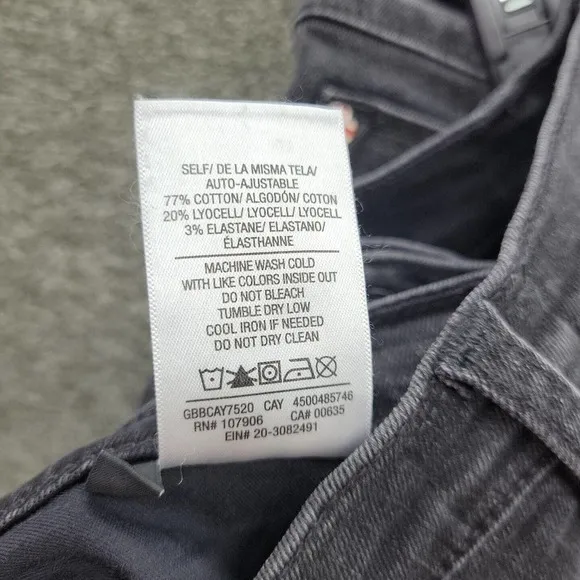 SELF/ DE LA MISMA TELA/
AUTO-AJUSTABLE
77% COTTON/ ALGODÓN/ COTON
20% LYOCELL/ LYOCELL/ LYOCELL
3% ELASTANE/ ELASTANO/
ÉLASTHANNE
MACHINE WASH COLD
WITH LIKE COLORS INSIDE OUT
DO NOT BLEACH
TUMBLE DRY LOW
COOL IRON IF NEEDED
DO NOT DRY CLEAN
GBBCAY7520 CAY 4500485746
RN# 107906 CA# 00635
EIN# 20-3082491